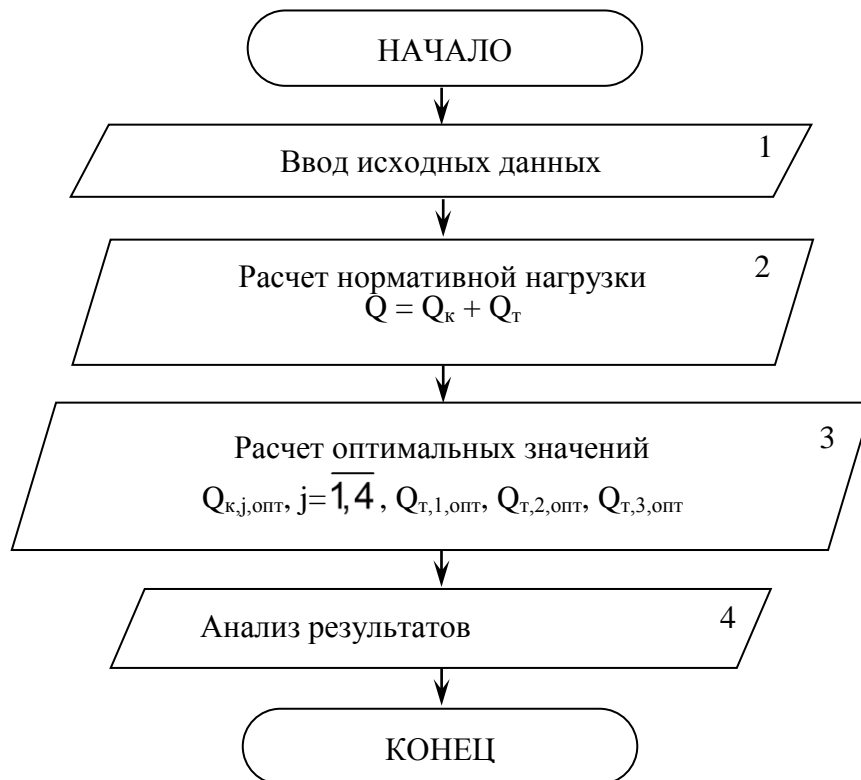 НАЧАЛО
1
Ввод исходных данных
2
Расчет нормативной нагрузки
Q = Qк + Qт
3
Расчет оптимальных значений
Qк,j,опт, j=1,4, Qт,1,опт, Qт,2,опт, Qт,3,опт
4
Анализ результатов
КОНЕЦ